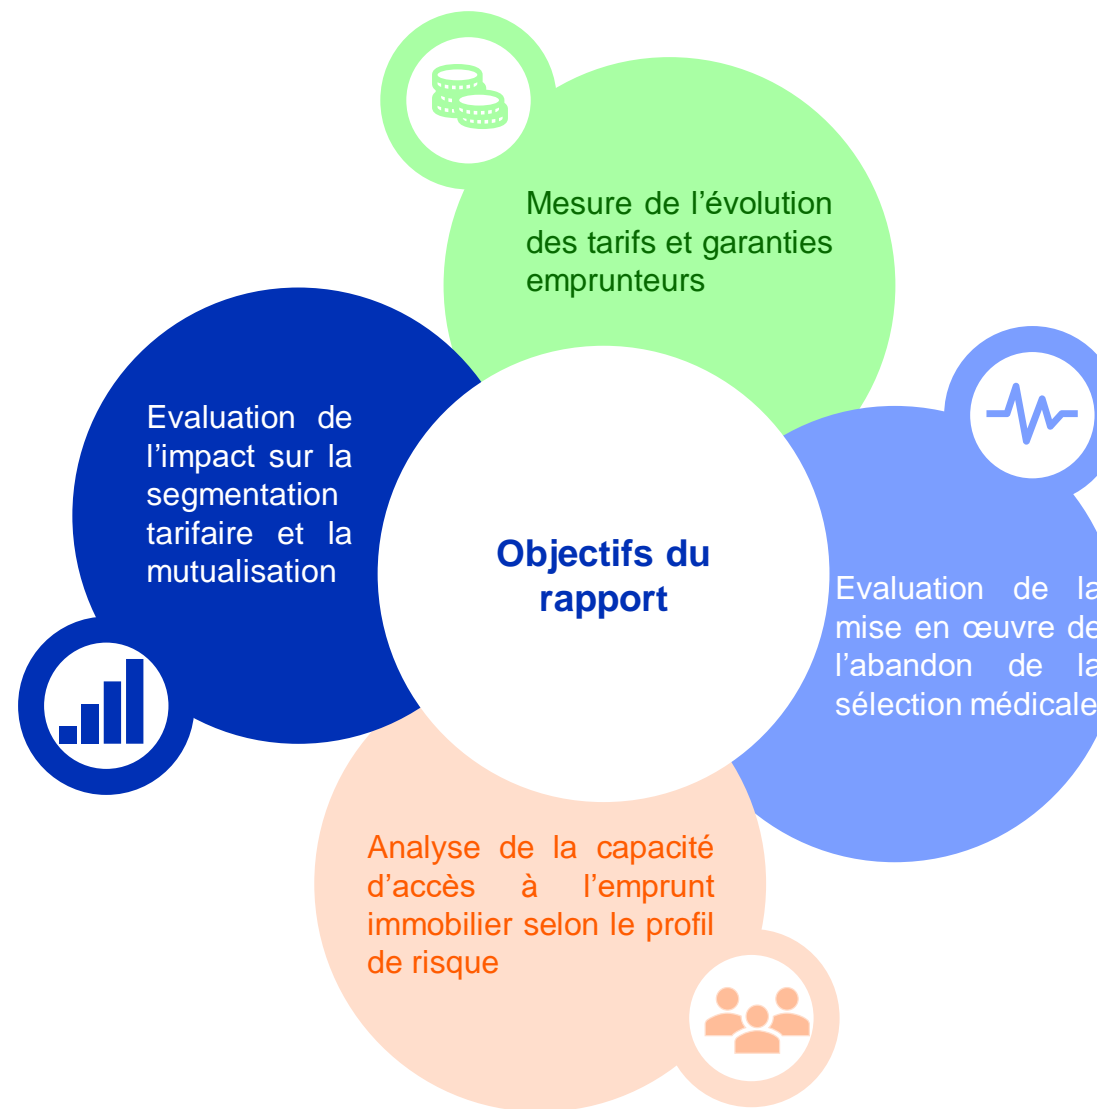 Mesure de l’évolution
des tarifs et garanties
emprunteurs
Evaluation de
l’impact sur la
segmentation
tarifaire et la
mutualisation
Objectifs du
rapport
Evaluation de la
mise en œuvre de
l’abandon de la
sélection médicale
Analyse de la capacité
d’accès à l’emprunt
immobilier selon le profil
de risque